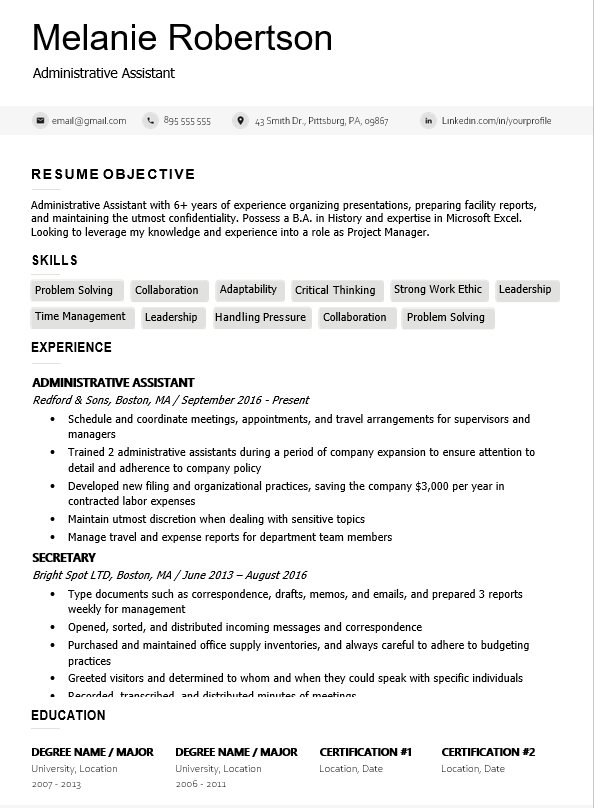 Melanie Robertson
Administrative Assistant
email@gmail.com 895 555 555 43 Smith Dr., Pittsburg, PA, 09867 Linkedin.com/in/yourprofile
RESUME OBJECTIVE
Administrative Assistant with 6+ years of experience organizing presentations, preparing facility reports,
and maintaining the utmost confidentiality. Possess a B.A. in History and expertise in Microsoft Excel.
Looking to leverage my knowledge and experience into a role as Project Manager.
SKILLS
Problem Solving Collaboration Adaptability Critical Thinking Strong Work Ethic Leadership
Time Management Leadership Handling Pressure Collaboration Problem Solving
EXPERIENCE
ADMINISTRATIVE ASSISTANT
Redford & Sons, Boston, MA / September 2016 - Present
• Schedule and coordinate meetings, appointments, and travel arrangements for supervisors and
managers
• Trained 2 administrative assistants during a period of company expansion to ensure attention to
detail and adherence to company policy
• Developed new filing and organizational practices, saving the company $3,000 per year in
contracted labor expenses
• Maintain utmost discretion when dealing with sensitive topics
• Manage travel and expense reports for department team members
SECRETARY
Bright Spot LTD, Boston, MA / June 2013 – August 2016
• Type documents such as correspondence, drafts, memos, and emails, and prepared 3 reports
weekly for management
• Opened, sorted, and distributed incoming messages and correspondence
• Purchased and maintained office supply inventories, and always careful to adhere to budgeting
practices
• Greeted visitors and determined to whom and when they could speak with specific individuals
• Recorded, transcribed, and distributed minutes of meetings
EDUCATION
DEGREE NAME / MAJOR DEGREE NAME / MAJOR CERTIFICATION #1 CERTIFICATION #2
University, Location University, Location Location, Date Location, Date
2007 - 2013 2006 - 2011